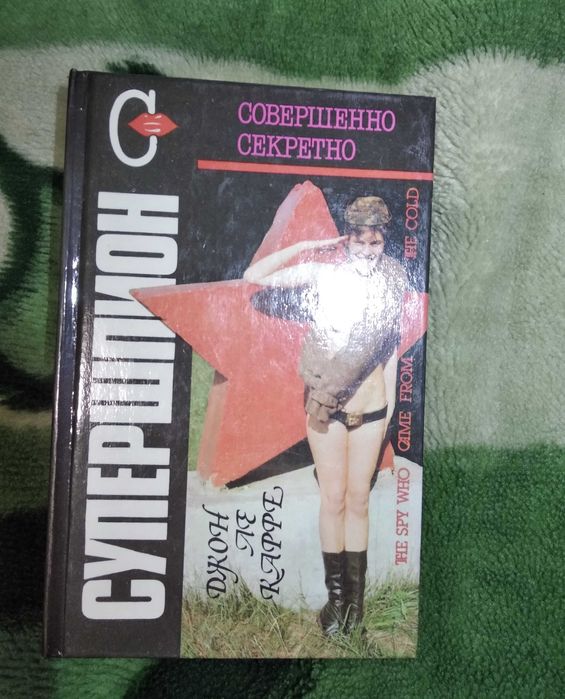 СУПЕРШПИОН
С
СОВЕРШЕННО
СЕКРЕТНО
ДЖОН
ЛЕ
КАРРЕ
THE SPY WHO CAME FROM THE COLD